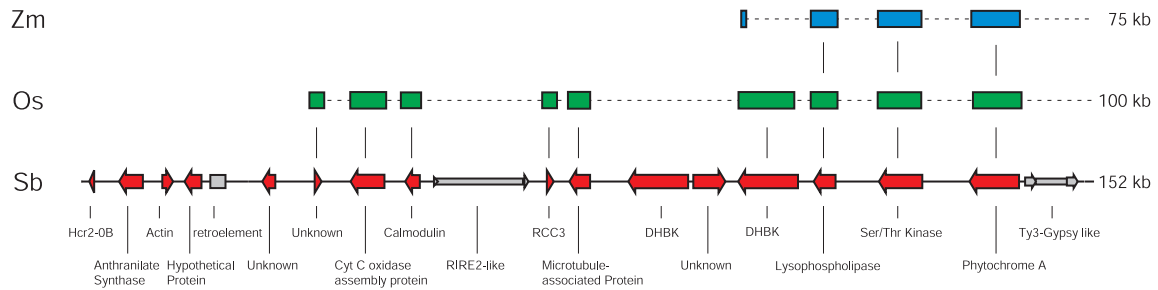 Zm
75 kb
Os
100 kb
Sb
152 kb
Hcr2-0B
Actin
retroelement
Unknown
Calmodulin
RCC3
DHBK
DHBK
Ser/Thr Kinase
Ty3-Gypsy like
Anthranilate
Synthase
Hypothetical
Protein
Unknown
Cyt C oxidase
assembly protein
RIRE2-like
Microtubule-
associated Protein
Unknown
Lysophospholipase
Phytochrome A